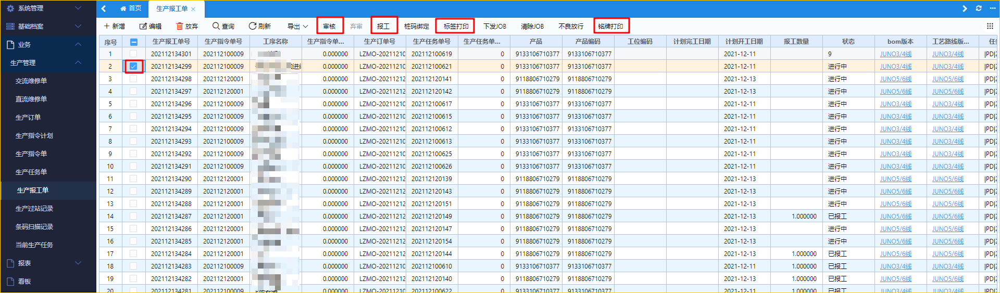 系统管理
首页 生产报工单 ×
基础档案
新增 编辑 放弃 查询 刷新 导出 审核 弃审 报工 桩码绑定 标签打印 下发JOB 清除JOB 不良放行 铭牌打印
业务
生产管理
交流维修单
直流维修单
生产订单
生产指令计划
生产指令单
生产任务单
生产报工单
生产过站记录
条码扫描记录
当前生产任务
报表
看板
序号 生产报工单号 生产指令单号 工序名称 生产指令单... 生产订单号 生产任务单号 生产任务单... 产品 产品编码 工位编码 计划完工日期 计划开工日期 报工数量 状态 bom版本 工艺路线版... 任
1 202112134301 202112100009 0.000000 LZMO-20211210 202112100619 0 9133106710377 9133106710377 2021-12-11 9 JUNO3/4线 JUNO3/4线 |PD|2
2 202112134299 202112100009 0.000000 LZMO-20211210 202112100621 0 9133106710377 9133106710377 2021-12-11 进行中 JUNO3/4线 JUNO3/4线 |PD|2
3 202112134298 202112120001 0.000000 LZMO-20211212 202112120141 0 9118806710279 9118806710279 2021-12-13 进行中 JUNO5/6线 JUNO5/6线 |PD|2
4 202112134297 202112120001 0.000000 LZMO-20211212 202112120142 0 9118806710279 9118806710279 2021-12-13 进行中 JUNO5/6线 JUNO5/6线 |PD|2
5 202112134296 202112100009 0.000000 LZMO-20211210 202112100617 0 9133106710377 9133106710377 2021-12-11 进行中 JUNO3/4线 JUNO3/4线 |PD|2
6 202112134295 202112100009 0.000000 LZMO-20211210 202112100615 0 9133106710377 9133106710377 2021-12-11 进行中 JUNO3/4线 JUNO3/4线 |PD|2
7 202112134294 202112100009 0.000000 LZMO-20211210 202112100612 0 9133106710377 9133106710377 2021-12-11 进行中 JUNO3/4线 JUNO3/4线 |PD|2
8 202112134293 202112100009 0.000000 LZMO-20211210 202112100613 0 9133106710377 9133106710377 2021-12-11 进行中 JUNO3/4线 JUNO3/4线 |PD|2
9 202112134292 202112100009 0.000000 LZMO-20211210 202112100625 0 9133106710377 9133106710377 2021-12-11 进行中 JUNO3/4线 JUNO3/4线 |PD|2
10 202112134291 202112100009 0.000000 LZMO-20211210 202112100626 0 9133106710377 9133106710377 2021-12-11 进行中 JUNO3/4线 JUNO3/4线 |PD|2
11 202112134290 202112120001 0.000000 LZMO-20211212 202112120139 0 9118806710279 9118806710279 2021-12-13 进行中 JUNO5/6线 JUNO5/6线 |PD|2
12 202112134289 202112120001 0.000000 LZMO-20211212 202112120143 0 9118806710279 9118806710279 2021-12-13 进行中 JUNO5/6线 JUNO5/6线 |PD|2
13 202112134288 202112120001 0.000000 LZMO-20211212 202112120151 0 9118806710279 9118806710279 2021-12-13 进行中 JUNO5/6线 JUNO5/6线 |PD|2
14 202112134287 202112120001 0.000000 LZMO-20211212 202112120149 0 9118806710279 9118806710279 2021-12-13 1.000000 已报工 JUNO5/6线 JUNO5/6线 |PD|2
15 202112134286 202112120001 0.000000 LZMO-20211212 202112120147 0 9118806710279 9118806710279 2021-12-13 进行中 JUNO5/6线 JUNO5/6线 |PD|2
16 202112134285 202112120001 0.000000 LZMO-20211212 202112120154 0 9118806710279 9118806710279 2021-12-13 进行中 JUNO5/6线 JUNO5/6线 |PD|2
17 202112134284 202112120001 0.000000 LZMO-20211212 202112120144 0 9118806710279 9118806710279 2021-12-13 1.000000 已报工 JUNO5/6线 JUNO5/6线 |PD|2
18 202112134283 202112100009 0.000000 LZMO-20211210 202112100610 0 9133106710377 9133106710377 2021-12-11 1.000000 已报工 JUNO3/4线 JUNO3/4线 |PD|2
19 202112134282 202112120001 0.000000 LZMO-20211212 202112120140 0 9118806710279 9118806710279 2021-12-13 1.000000 已报工 JUNO5/6线 JUNO5/6线 |PD|2
20 202112134281 202112100009 0.000000 LZMO-20211210 202112100622 0 9133106710377 9133106710377 2021-12-11 1.000000 已报工 JUNO3/4线 JUNO3/4线 |PD|2